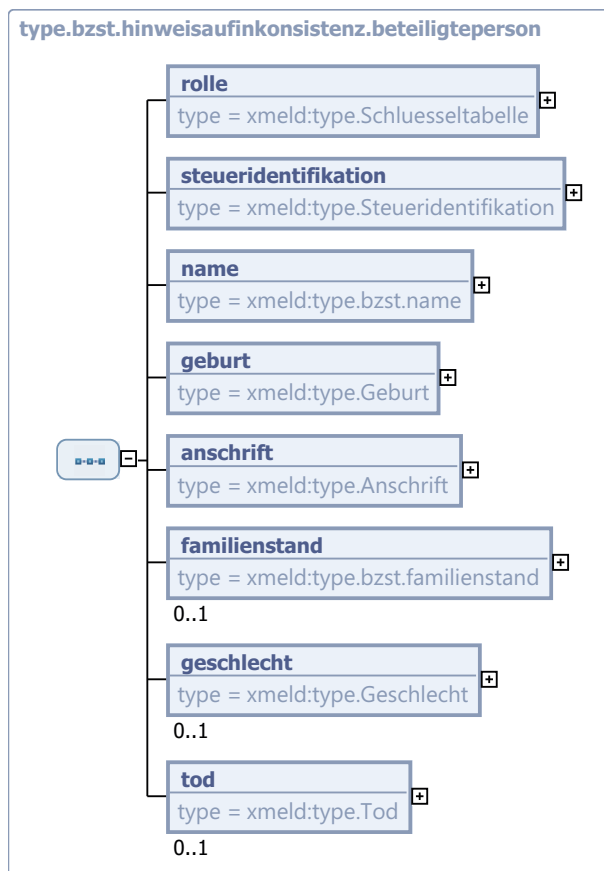 type.bzst.hinweisaufinkonsistenz.beteiligteperson
rolle
type = xmeld:type.Schluesseltabelle
steueridentifikation
type = xmeld:type.Steueridentifikation
name
type = xmeld:type.bzst.name
geburt
type = xmeld:type.Geburt
anschrift
type = xmeld:type.Anschrift
familienstand
type = xmeld:type.bzst.familienstand
0..1
geschlecht
type = xmeld:type.Geschlecht
0..1
tod
type = xmeld:type.Tod
0..1